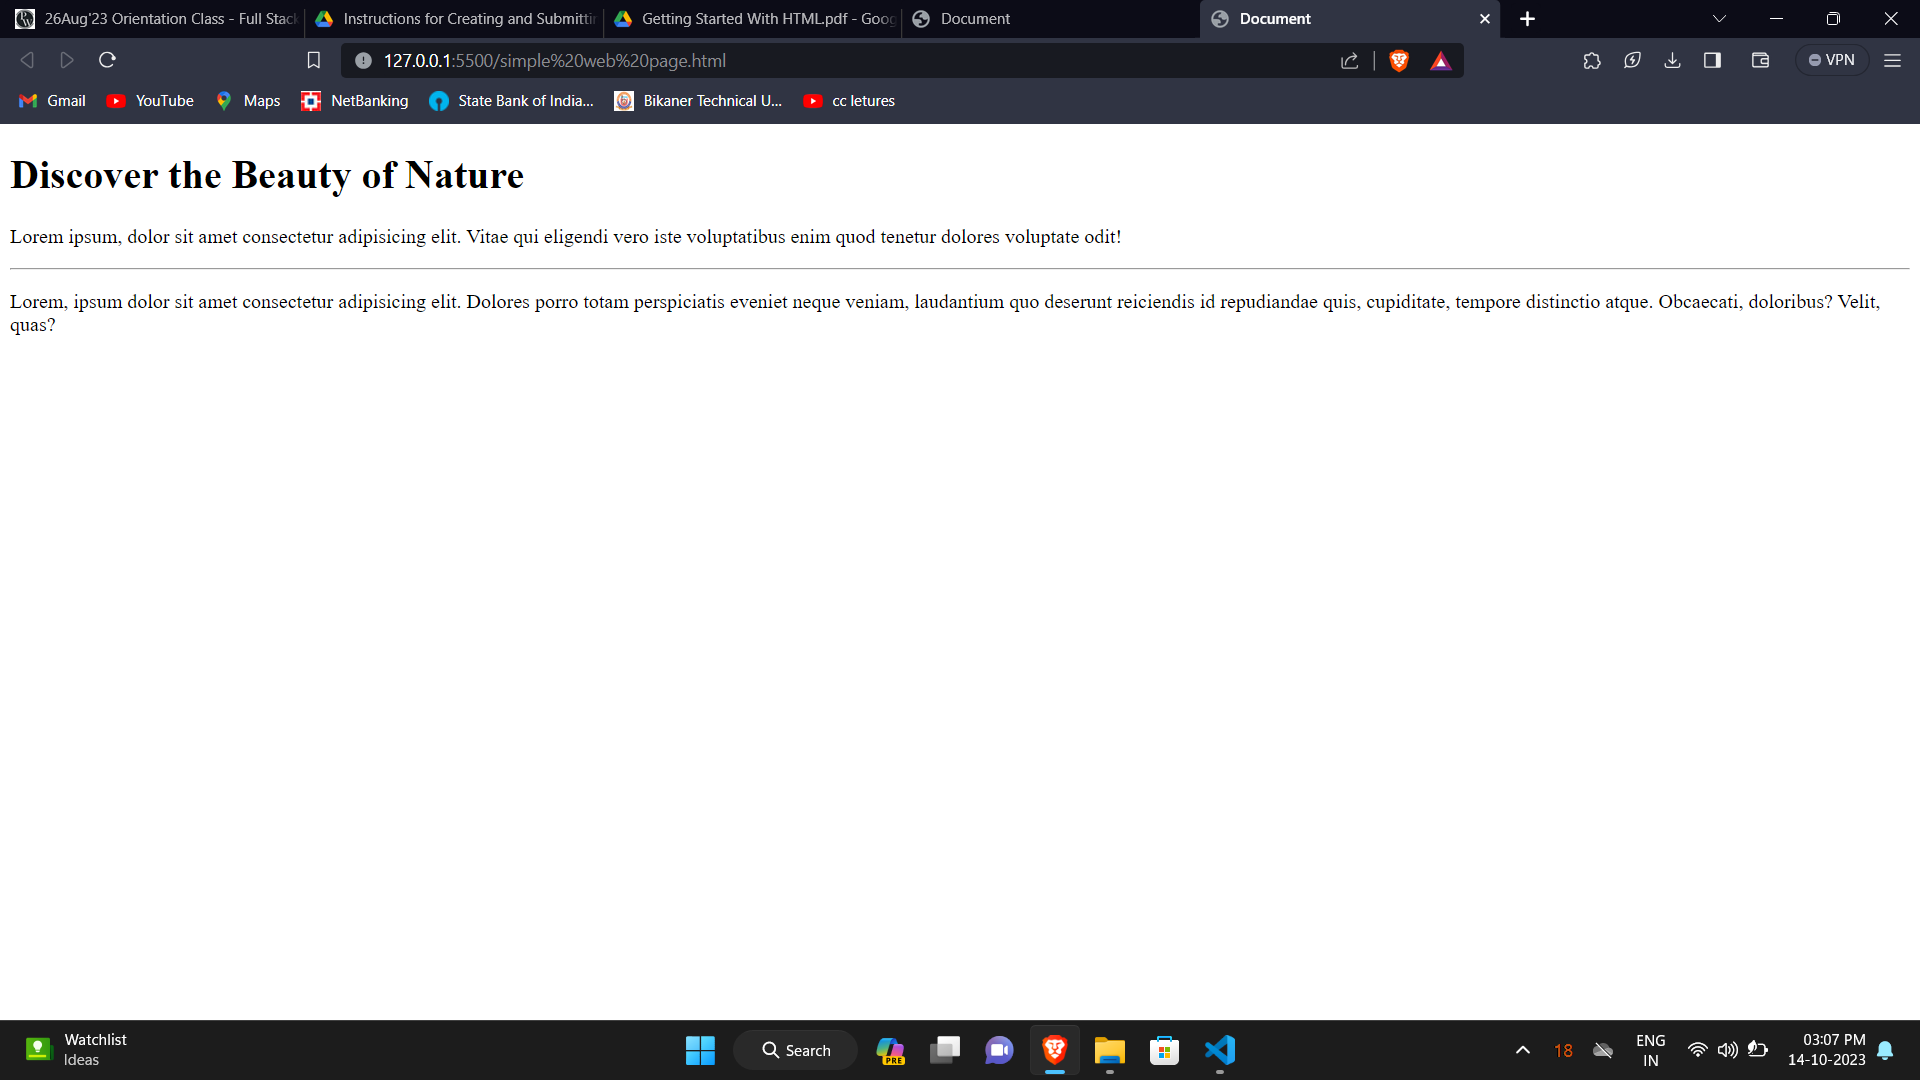 26Aug'23 Orientation Class - Full Stack
Instructions for Creating and Submittin
Getting Started With HTML.pdf - Goog
Document
Document
127.0.0.1:5500/simple%20web%20page.html
VPN
Gmail
YouTube
Maps
NetBanking
State Bank of India...
Bikaner Technical U...
cc letures
Discover the Beauty of Nature
Lorem ipsum, dolor sit amet consectetur adipisicing elit. Vitae qui eligendi vero iste voluptatibus enim quod tenetur dolores voluptate odit!
Lorem, ipsum dolor sit amet consectetur adipisicing elit. Dolores porro totam perspiciatis eveniet neque veniam, laudantium quo deserunt reiciendis id repudiandae quis, cupiditate, tempore distinctio atque. Obcaecati, doloribus? Velit,
quas?
Watchlist
Ideas
Search
PRE
18
ENG
IN
03:07 PM
14-10-2023